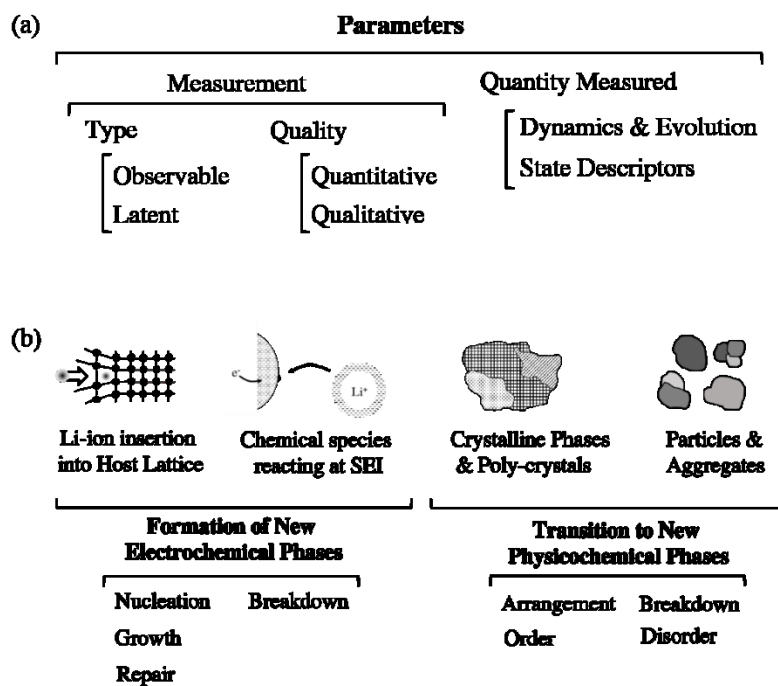 (a)
Parameters
Measurement
Quantity Measured
Type
Quality
Dynamics & Evolution
Observable
Quantitative
State Descriptors
Latent
Qualitative
(b)
e⁻
Li⁺
Li-ion insertion
into Host Lattice
Chemical species
reacting at SEI
Crystalline Phases
& Poly-crystals
Particles &
Aggregates
Formation of New
Electrochemical Phases
Transition to New
Physicochemical Phases
Nucleation
Breakdown
Growth
Repair
Arrangement
Breakdown
Order
Disorder